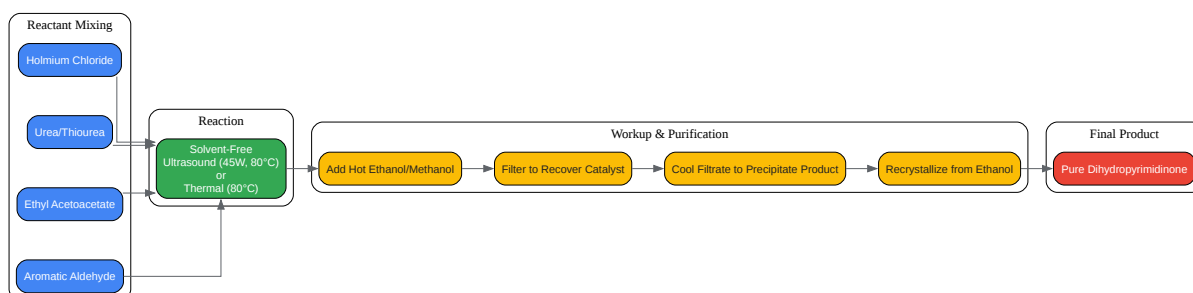 Reactant Mixing
Holmium Chloride
Urea/Thiourea
Ethyl Acetoacetate
Aromatic Aldehyde
Reaction
Solvent-Free
Ultrasound (45W, 80°C)
or
Thermal (80°C)
Workup & Purification
Add Hot Ethanol/Methanol
Filter to Recover Catalyst
Cool Filtrate to Precipitate Product
Recrystallize from Ethanol
Final Product
Pure Dihydropyrimidinone